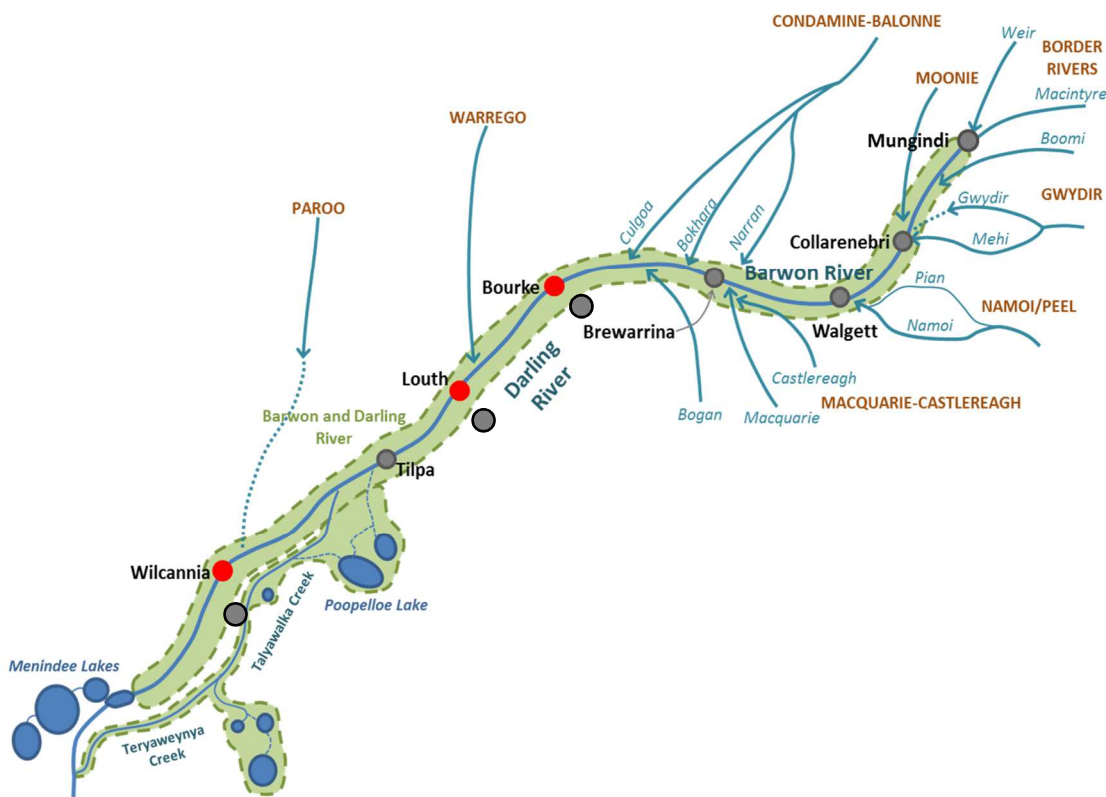 CONDAMINE-BALONNE
Weir
BORDER
RIVERS
MOONIE
Macintyre
WARREGO
Mungindi
Boomi
PAROO
Gwydir
GWYDIR
Culgoa
Bokhara
Narran
Collarenebri
Mehi
Barwon River
Pian
Bourke
NAMOI/PEEL
Brewarrina
Walgett
Namoi
Darling
River
Louth
Castlereagh
MACQUARIE-CASTLEREAGH
Bogan
Macquarie
Barwon and Darling
River
Tilpa
Wilcannia
Poopelloe Lake
Talyawalka Creek
Menindee Lakes
Teryaweynya
Creek